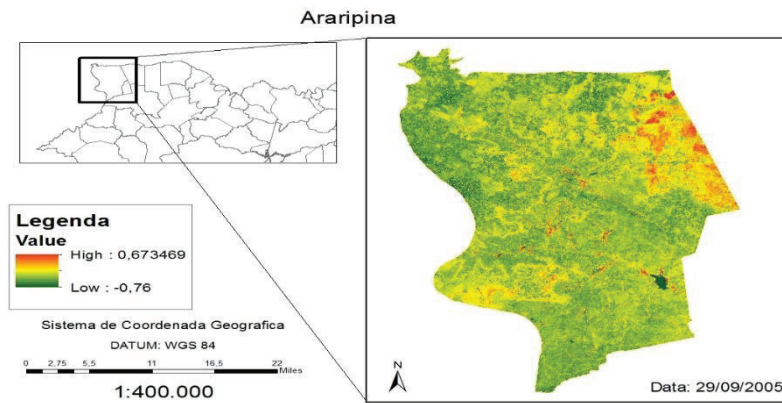 Araripina
Legenda
Value
High : 0,673469
Low : -0,76
Sistema de Coordenada Geografica
DATUM: WGS 84
0 2.75 5.5 11 16.5 22
Miles
1:400.000
N
Data: 29/09/2005